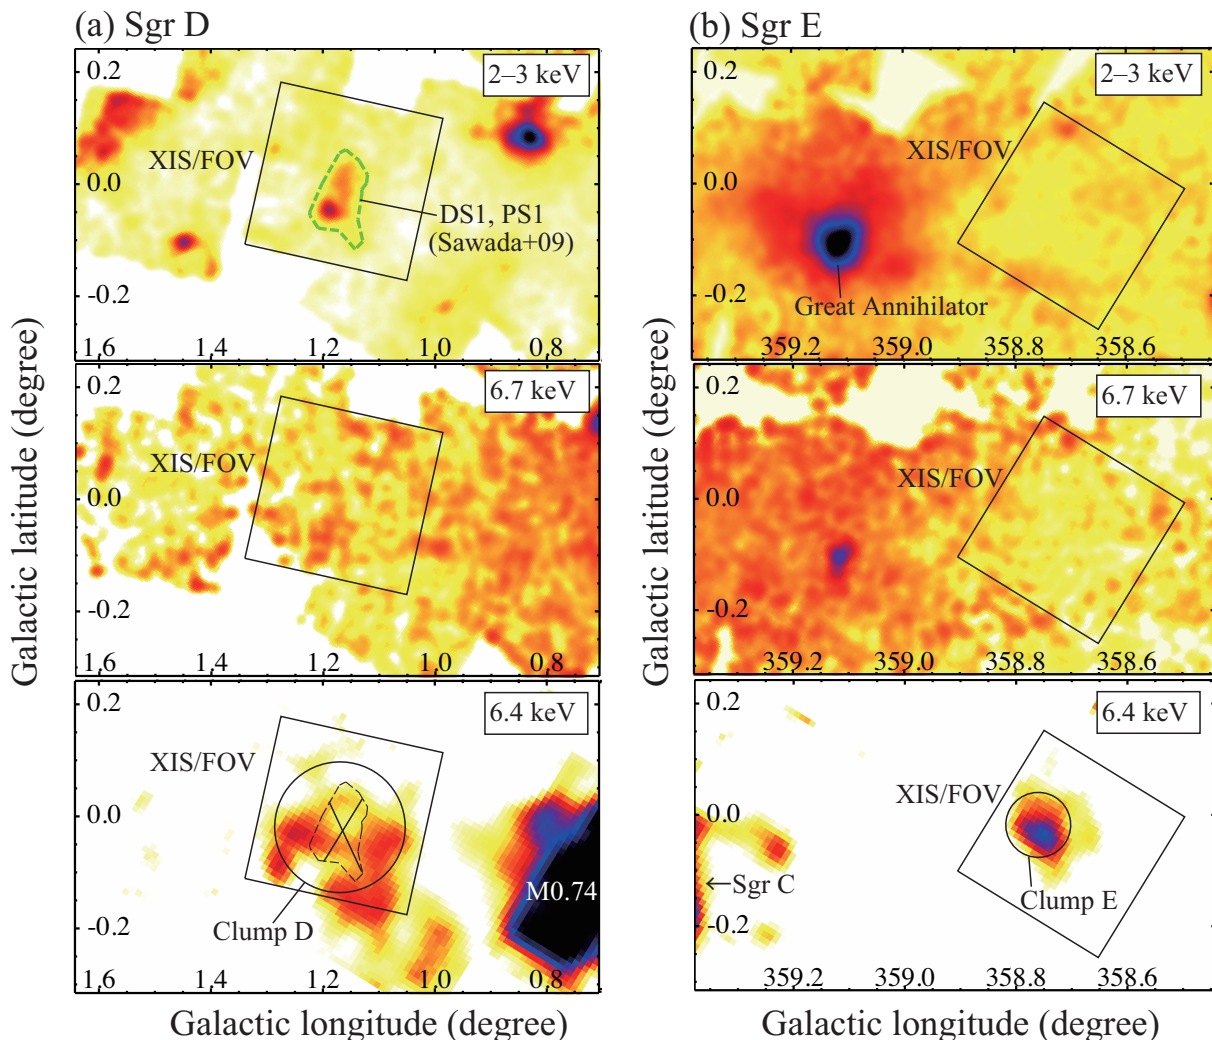 (a) Sgr D
(b) Sgr E
2–3 keV
0.2
XIS/FOV
0.0
DS1, PS1
(Sawada+09)
-0.2
1.6 1.4 1.2 1.0 0.8
2–3 keV
0.2
XIS/FOV
0.0
-0.2
Great Annihilator
359.2 359.0 358.8 358.6
6.7 keV
0.2
XIS/FOV
0.0
-0.2
1.6 1.4 1.2 1.0 0.8
6.7 keV
0.2
XIS/FOV
0.0
-0.2
359.2 359.0 358.8 358.6
6.4 keV
0.2
XIS/FOV
0.0
M0.74
Clump D
-0.2
1.6 1.4 1.2 1.0 0.8
6.4 keV
0.2
XIS/FOV
0.0
←Sgr C
Clump E
-0.2
359.2 359.0 358.8 358.6
Galactic latitude (degree)
Galactic latitude (degree)
Galactic longitude (degree)
Galactic longitude (degree)